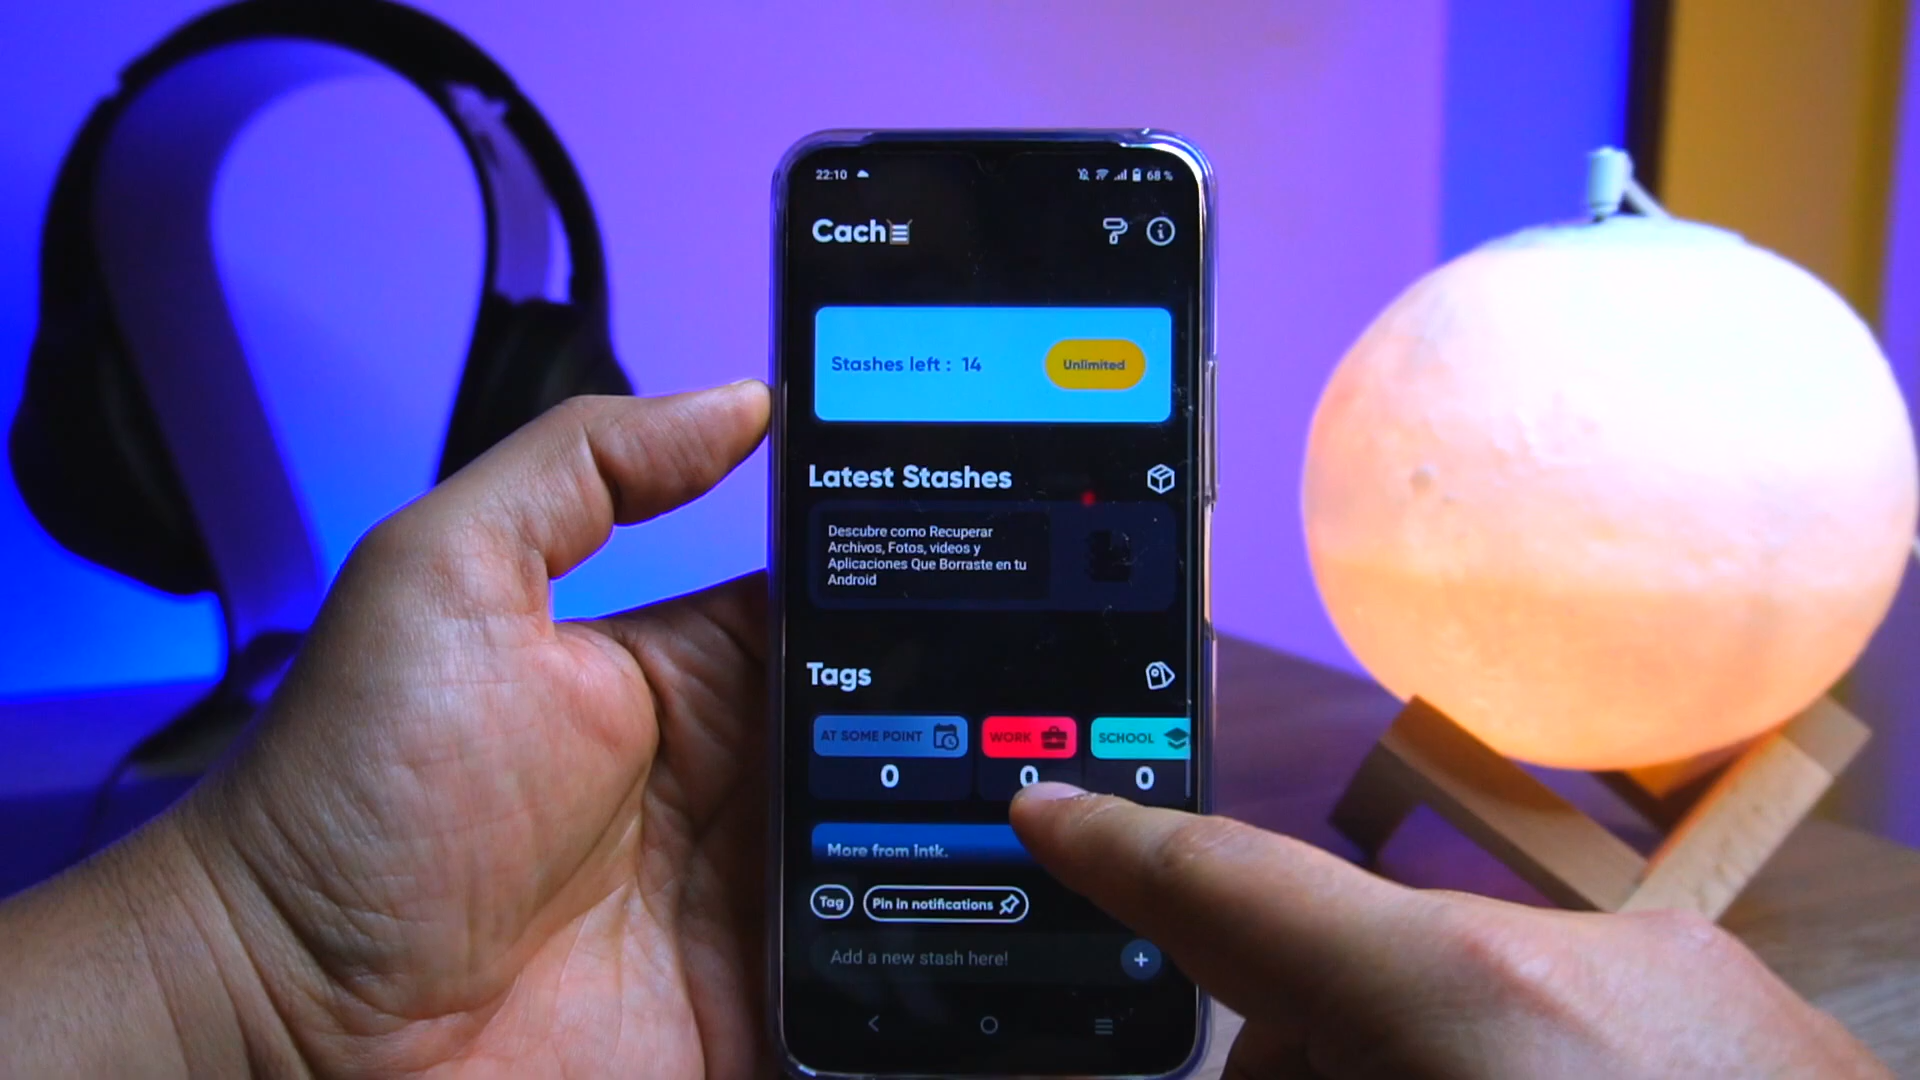 22:10
68 %
Cach
Stashes left : 14
Unlimited
Latest Stashes
Descubre como Recuperar
Archivos, Fotos, videos y
Aplicaciones Que Borraste en tu
Android
Tags
AT SOME POINT
WORK
SCHOOL
0
0
0
More from intk.
Tag
Pin in notifications
Add a new stash here!
+